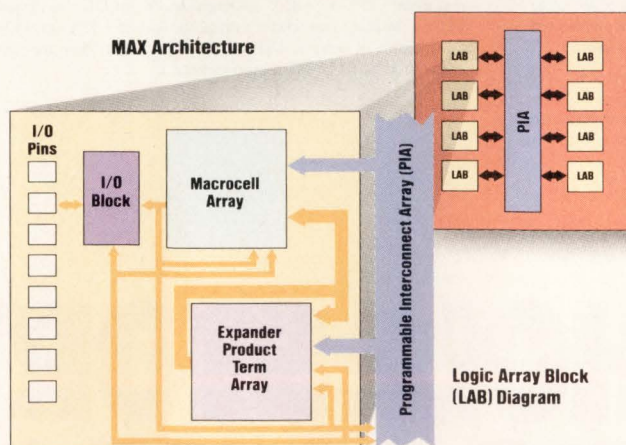 MAX Architecture
I/O
Pins
I/O
Block
Macrocell
Array
Expander
Product
Term
Array
Programmable Interconnect Array (PIA)
LAB
LAB
LAB
LAB
PIA
LAB
LAB
LAB
LAB
Logic Array Block
(LAB) Diagram